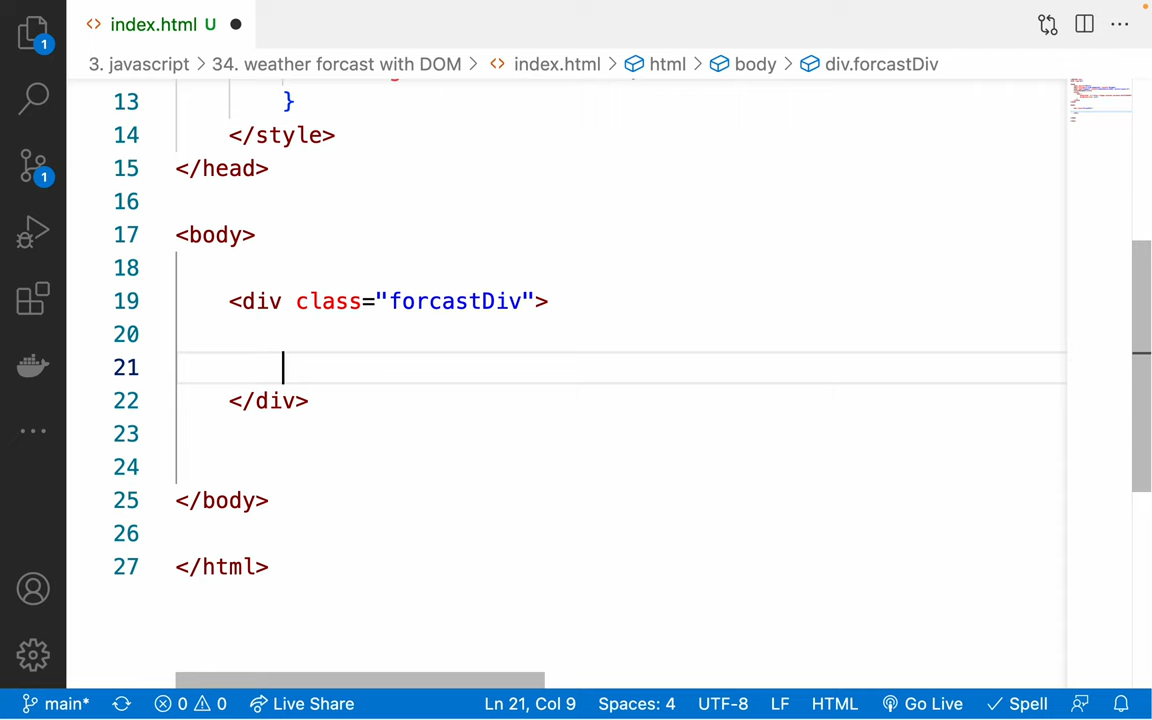 index.html U
1
3. javascript > 34. weather forcast with DOM > index.html > html > body > div.forcastDiv
13 }
14 </style>
15 </head>
16
17 <body>
18
19 <div class="forcastDiv">
20
21
22 </div>
23
24
25 </body>
26
27 </html>
1
main* 0 0 Live Share Ln 21, Col 9 Spaces: 4 UTF-8 LF HTML Go Live Spell